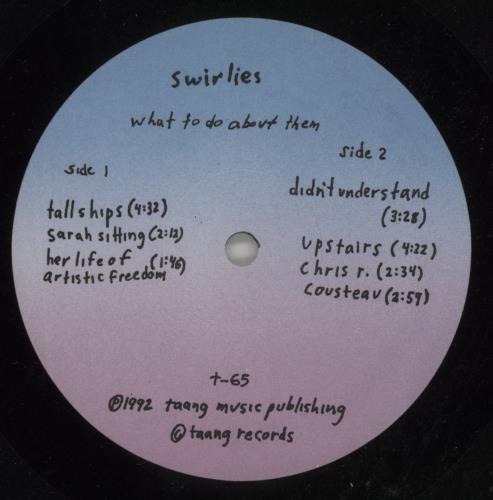 swirlies
what to do about them
side 1
tall ships (4:32)
sarah sitting (2:12)
her life of
artistic freedom (1:46)
side 2
didn't understand
(3:28)
upstairs (4:22)
chris r. (2:34)
cousteau (2:59)
t-65
℗1992 taang music publishing
©taang records